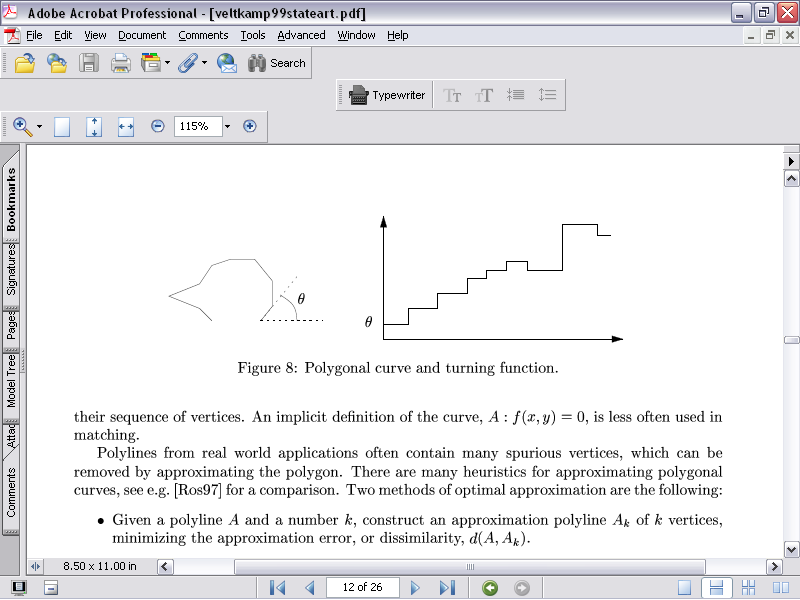 Adobe Acrobat Professional - [veltkamp99stateart.pdf]
File Edit View Document Comments Tools Advanced Window Help
Search
Typewriter
TT TT
115%
Bookmarks
Signatures
Pages
Model Tree
Attac
Comments
θ
θ
Figure 8: Polygonal curve and turning function.
their sequence of vertices. An implicit definition of the curve, A : f(x, y) = 0, is less often used in
matching.
Polylines from real world applications often contain many spurious vertices, which can be
removed by approximating the polygon. There are many heuristics for approximating polygonal
curves, see e.g. [Ros97] for a comparison. Two methods of optimal approximation are the following:
• Given a polyline A and a number k, construct an approximation polyline Aₖ of k vertices,
minimizing the approximation error, or dissimilarity, d(A, Aₖ).
8.50 x 11.00 in
12 of 26